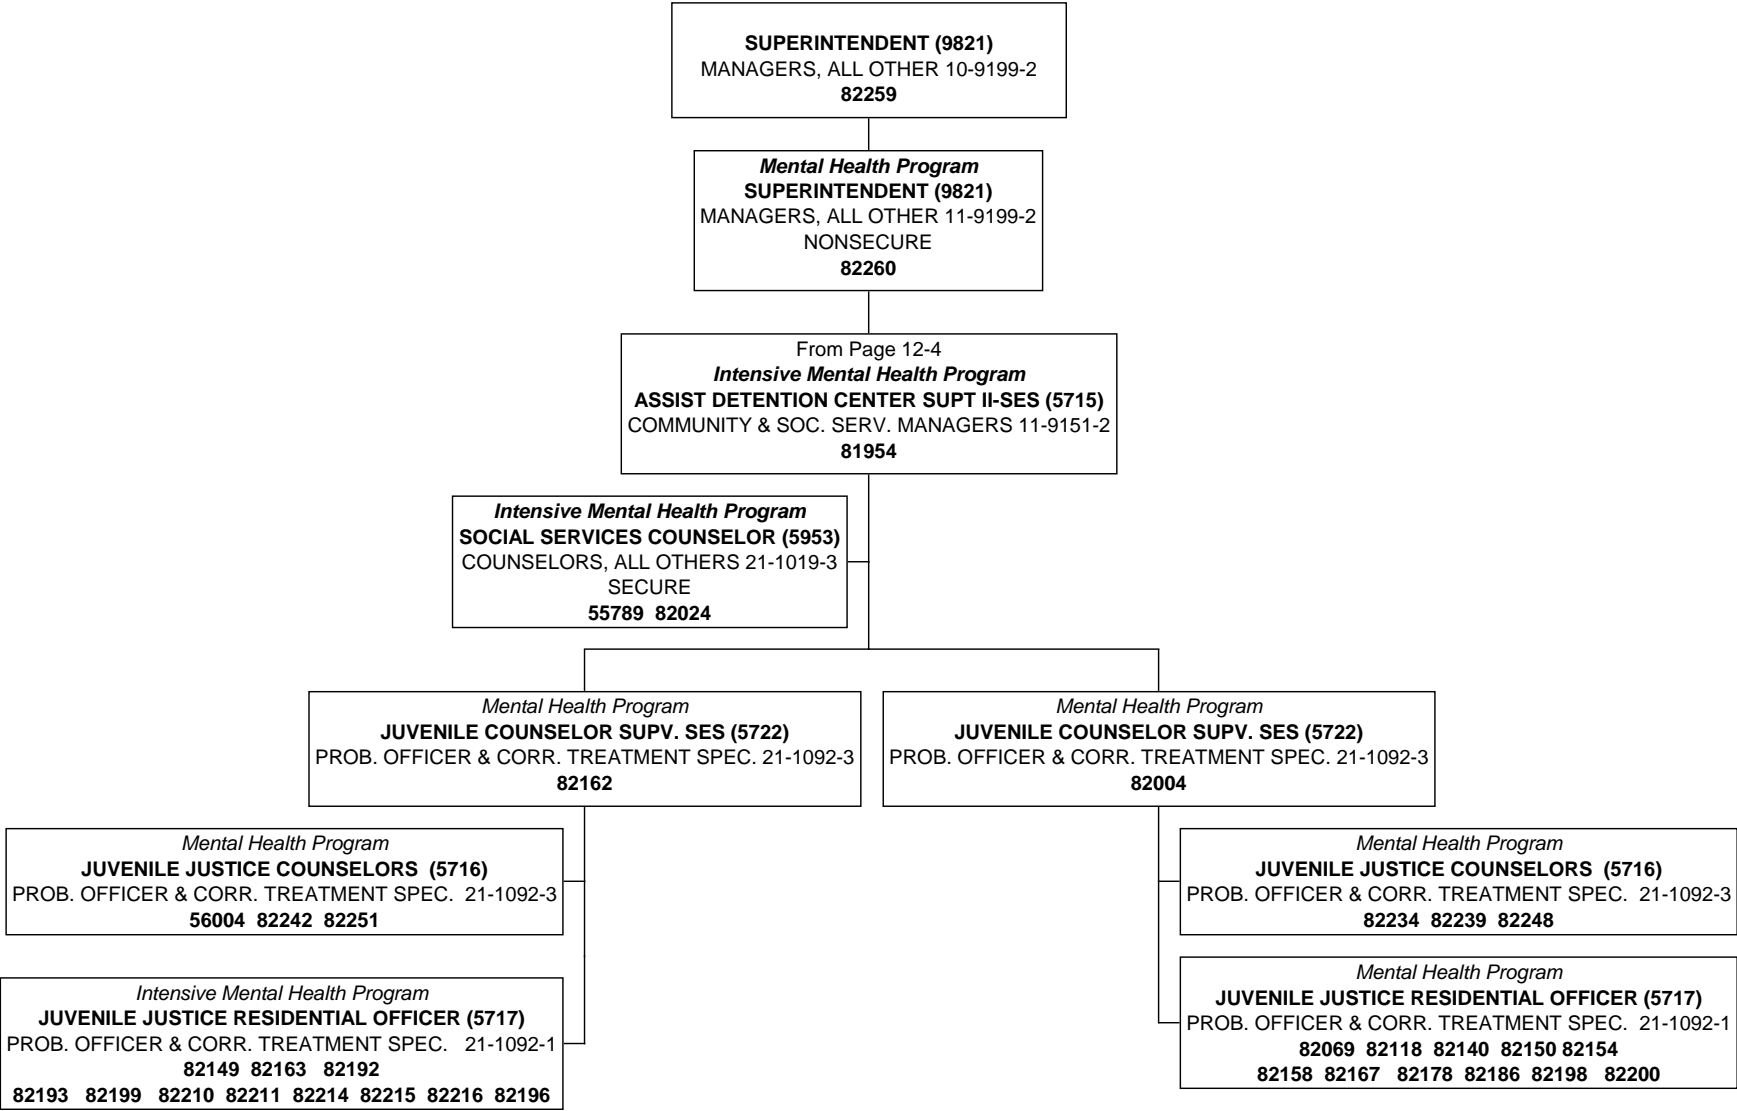 SUPERINTENDENT (9821)
MANAGERS, ALL OTHER 10-9199-2
82259
Mental Health Program
SUPERINTENDENT (9821)
MANAGERS, ALL OTHER 11-9199-2
NONSECURE
82260
From Page 12-4
Intensive Mental Health Program
ASSIST DETENTION CENTER SUPT II-SES (5715)
COMMUNITY & SOC. SERV. MANAGERS 11-9151-2
81954
Intensive Mental Health Program
SOCIAL SERVICES COUNSELOR (5953)
COUNSELORS, ALL OTHERS 21-1019-3
SECURE
55789 82024
Mental Health Program
JUVENILE COUNSELOR SUPV. SES (5722)
PROB. OFFICER & CORR. TREATMENT SPEC. 21-1092-3
82162
Mental Health Program
JUVENILE COUNSELOR SUPV. SES (5722)
PROB. OFFICER & CORR. TREATMENT SPEC. 21-1092-3
82004
Mental Health Program
JUVENILE JUSTICE COUNSELORS (5716)
PROB. OFFICER & CORR. TREATMENT SPEC. 21-1092-3
56004 82242 82251
Mental Health Program
JUVENILE JUSTICE COUNSELORS (5716)
PROB. OFFICER & CORR. TREATMENT SPEC. 21-1092-3
82234 82239 82248
Intensive Mental Health Program
JUVENILE JUSTICE RESIDENTIAL OFFICER (5717)
PROB. OFFICER & CORR. TREATMENT SPEC. 21-1092-1
82149 82163 82192
82193 82199 82210 82211 82214 82215 82216 82196
Mental Health Program
JUVENILE JUSTICE RESIDENTIAL OFFICER (5717)
PROB. OFFICER & CORR. TREATMENT SPEC. 21-1092-1
82069 82118 82140 82150 82154
82158 82167 82178 82186 82198 82200